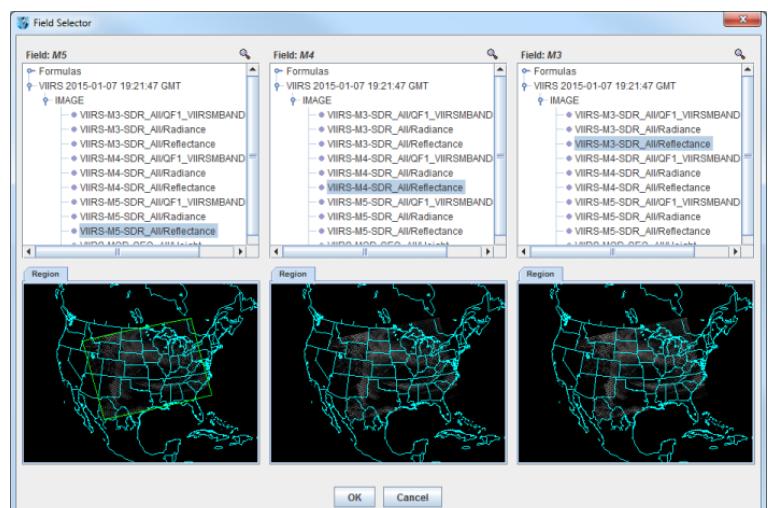 Field Selector
Field: M5
Formulas
VIIRS 2015-01-07 19:21:47 GMT
IMAGE
VIIRS-M3-SDR_All/QF1_VIIRSMBAND
VIIRS-M3-SDR_All/Radiance
VIIRS-M3-SDR_All/Reflectance
VIIRS-M4-SDR_All/QF1_VIIRSMBAND
VIIRS-M4-SDR_All/Radiance
VIIRS-M4-SDR_All/Reflectance
VIIRS-M5-SDR_All/QF1_VIIRSMBAND
VIIRS-M5-SDR_All/Radiance
VIIRS-M5-SDR_All/Reflectance
Region
Field: M4
Formulas
VIIRS 2015-01-07 19:21:47 GMT
IMAGE
VIIRS-M3-SDR_All/QF1_VIIRSMBAND
VIIRS-M3-SDR_All/Radiance
VIIRS-M3-SDR_All/Reflectance
VIIRS-M4-SDR_All/QF1_VIIRSMBAND
VIIRS-M4-SDR_All/Radiance
VIIRS-M4-SDR_All/Reflectance
VIIRS-M5-SDR_All/QF1_VIIRSMBAND
VIIRS-M5-SDR_All/Radiance
VIIRS-M5-SDR_All/Reflectance
Region
Field: M3
Formulas
VIIRS 2015-01-07 19:21:47 GMT
IMAGE
VIIRS-M3-SDR_All/QF1_VIIRSMBAND
VIIRS-M3-SDR_All/Radiance
VIIRS-M3-SDR_All/Reflectance
VIIRS-M4-SDR_All/QF1_VIIRSMBAND
VIIRS-M4-SDR_All/Radiance
VIIRS-M4-SDR_All/Reflectance
VIIRS-M5-SDR_All/QF1_VIIRSMBAND
VIIRS-M5-SDR_All/Radiance
VIIRS-M5-SDR_All/Reflectance
Region
OK Cancel